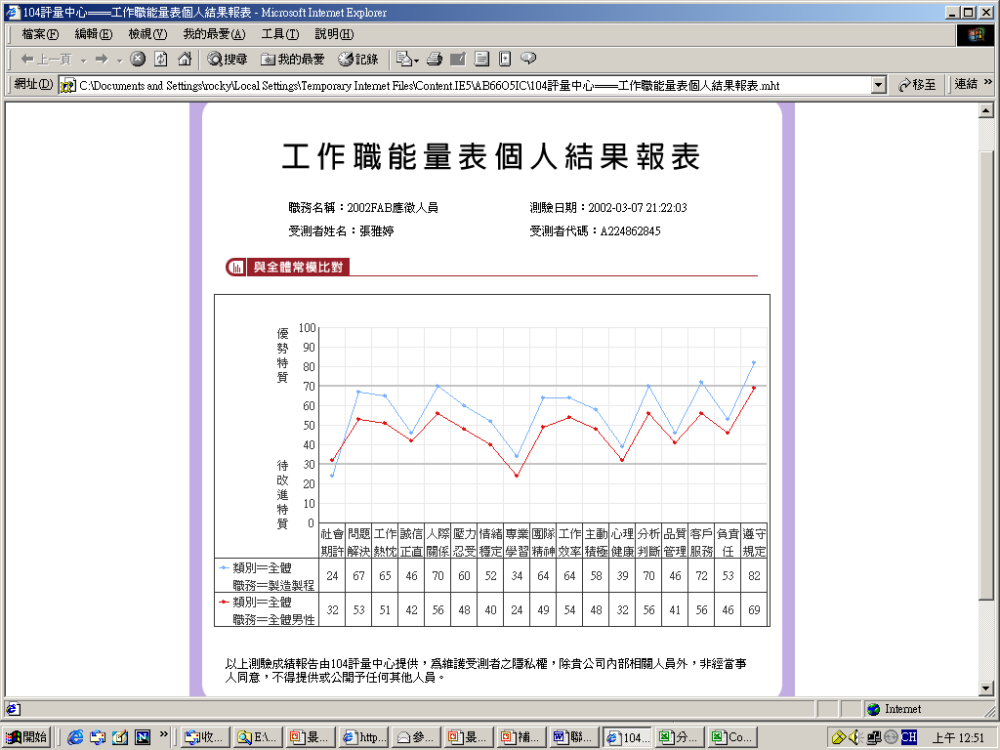 104評量中心——工作職能量表個人結果報表 - Microsoft Internet Explorer
檔案(F) 編輯(E) 檢視(V) 我的最愛(A) 工具(T) 說明(H)
上一頁 搜尋 我的最愛 記錄
網址(D) C:\Documents and Settings\rocky\Local Settings\Temporary Internet Files\Content.IE5\AB66O5IC\104評量中心——工作職能量表個人結果報表.mht 移至 連結 »
工作職能量表個人結果報表
職務名稱：2002FAB應徵人員 測驗日期：2002-03-07 21:22:03
受測者姓名：張雅婷 受測者代碼：A224862845
與全體常模比對
優勢特質
待改進特質
100
90
80
70
60
50
40
30
20
10
0
社會期許 問題解決 工作熱忱 誠信正直 人際關係 壓力忍受 情緒穩定 專業學習 團隊精神 工作效率 主動積極 心理健康 分析判斷 品質管理 客戶服務 負責任 遵守規定
類別＝全體
職務＝製造製程
24 67 65 46 70 60 52 34 64 64 58 39 70 46 72 53 82
類別＝全體
職務＝全體男性
32 53 51 42 56 48 40 24 49 54 48 32 56 41 56 46 69
以上測驗成績報告由104評量中心提供，為維護受測者之隱私權，除貴公司內部相關人員外，非經當事
人同意，不得提供或公開予任何其他人員。
Internet
開始 » 收... E:\... 景... http... 參... 景... 補... 聯... 104... 分... Co... CH 上午 12:51